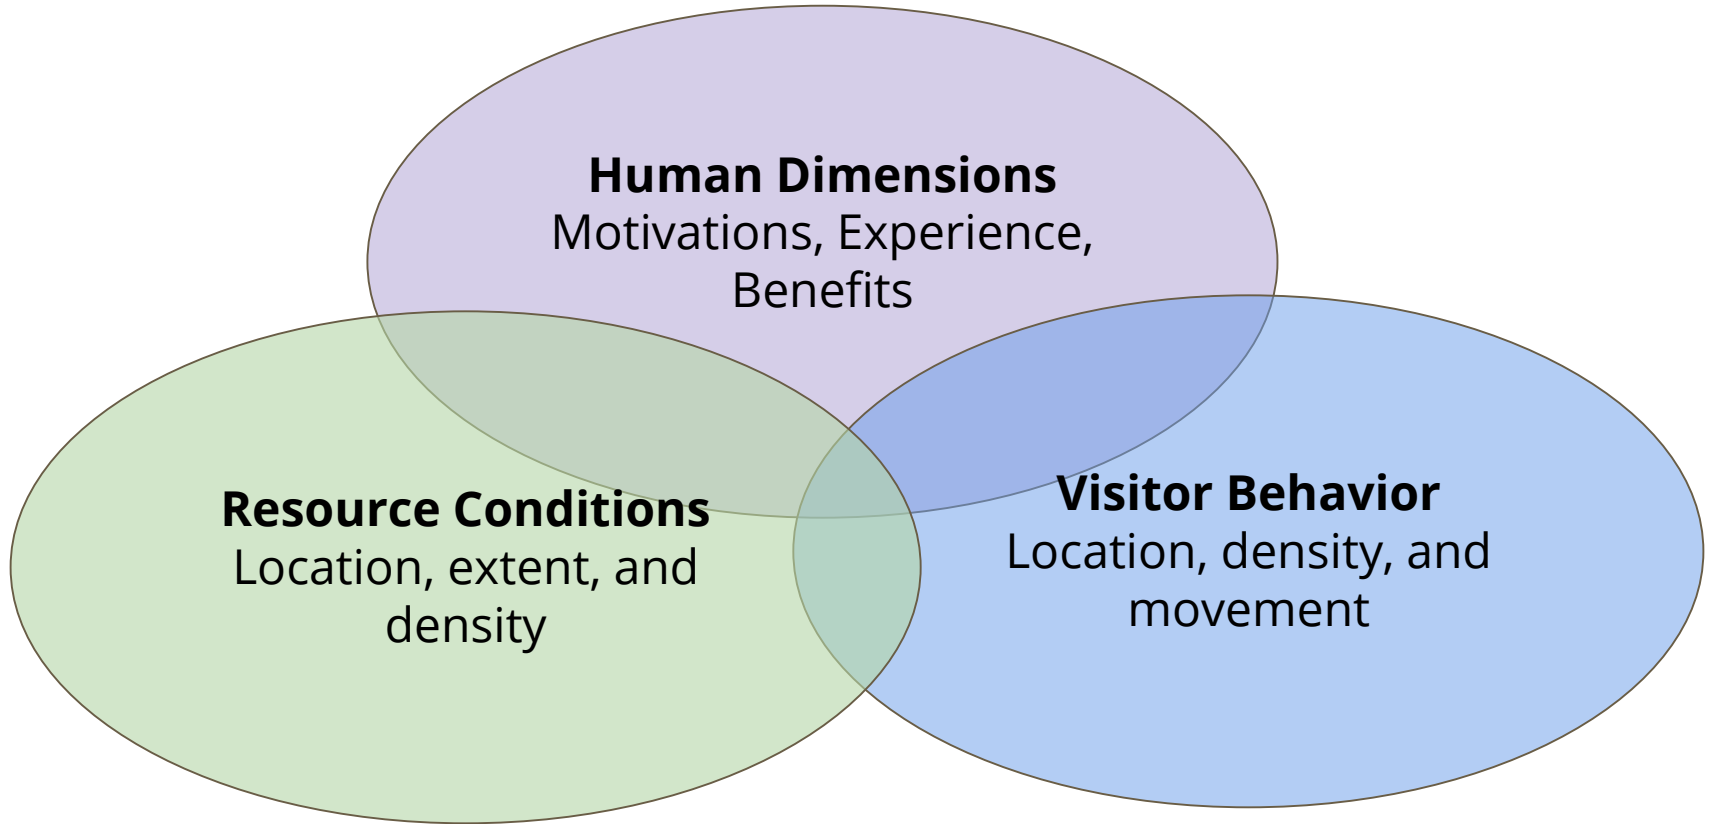 Human Dimensions
Motivations, Experience,
Benefits
Resource Conditions
Location, extent, and
density
Visitor Behavior
Location, density, and
movement